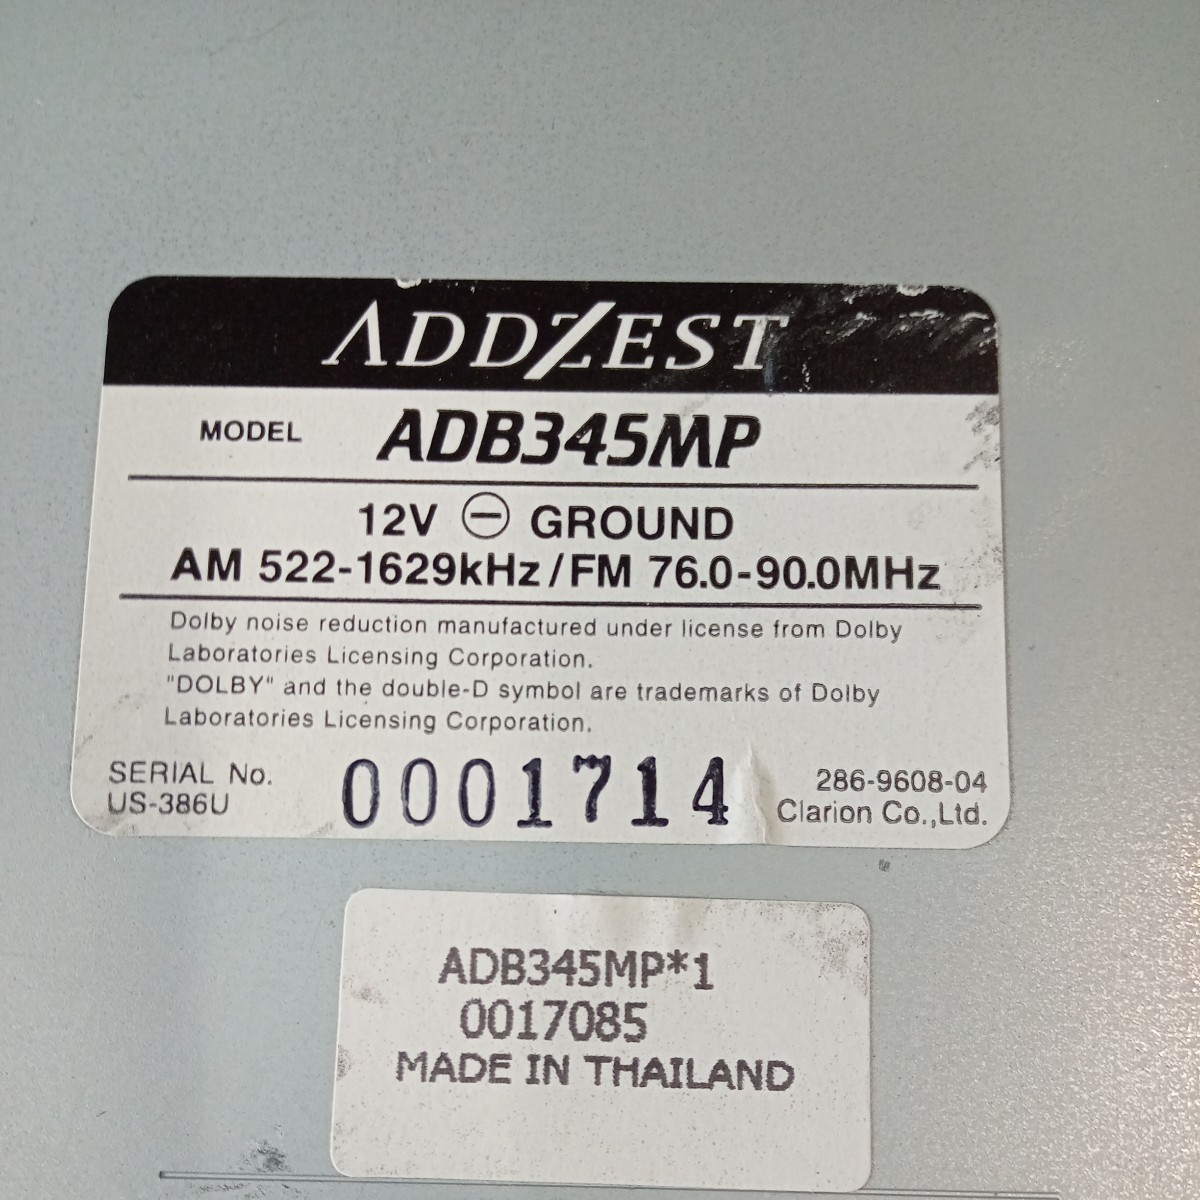 ADDZEST
MODEL ADB345MP
12V ⊖ GROUND
AM 522-1629kHz/FM 76.0-90.0MHz
Dolby noise reduction manufactured under license from Dolby
Laboratories Licensing Corporation.
"DOLBY" and the double-D symbol are trademarks of Dolby
Laboratories Licensing Corporation.
SERIAL No.
US-386U
0001714
286-9608-04
Clarion Co.,Ltd.
ADB345MP*1
0017085
MADE IN THAILAND